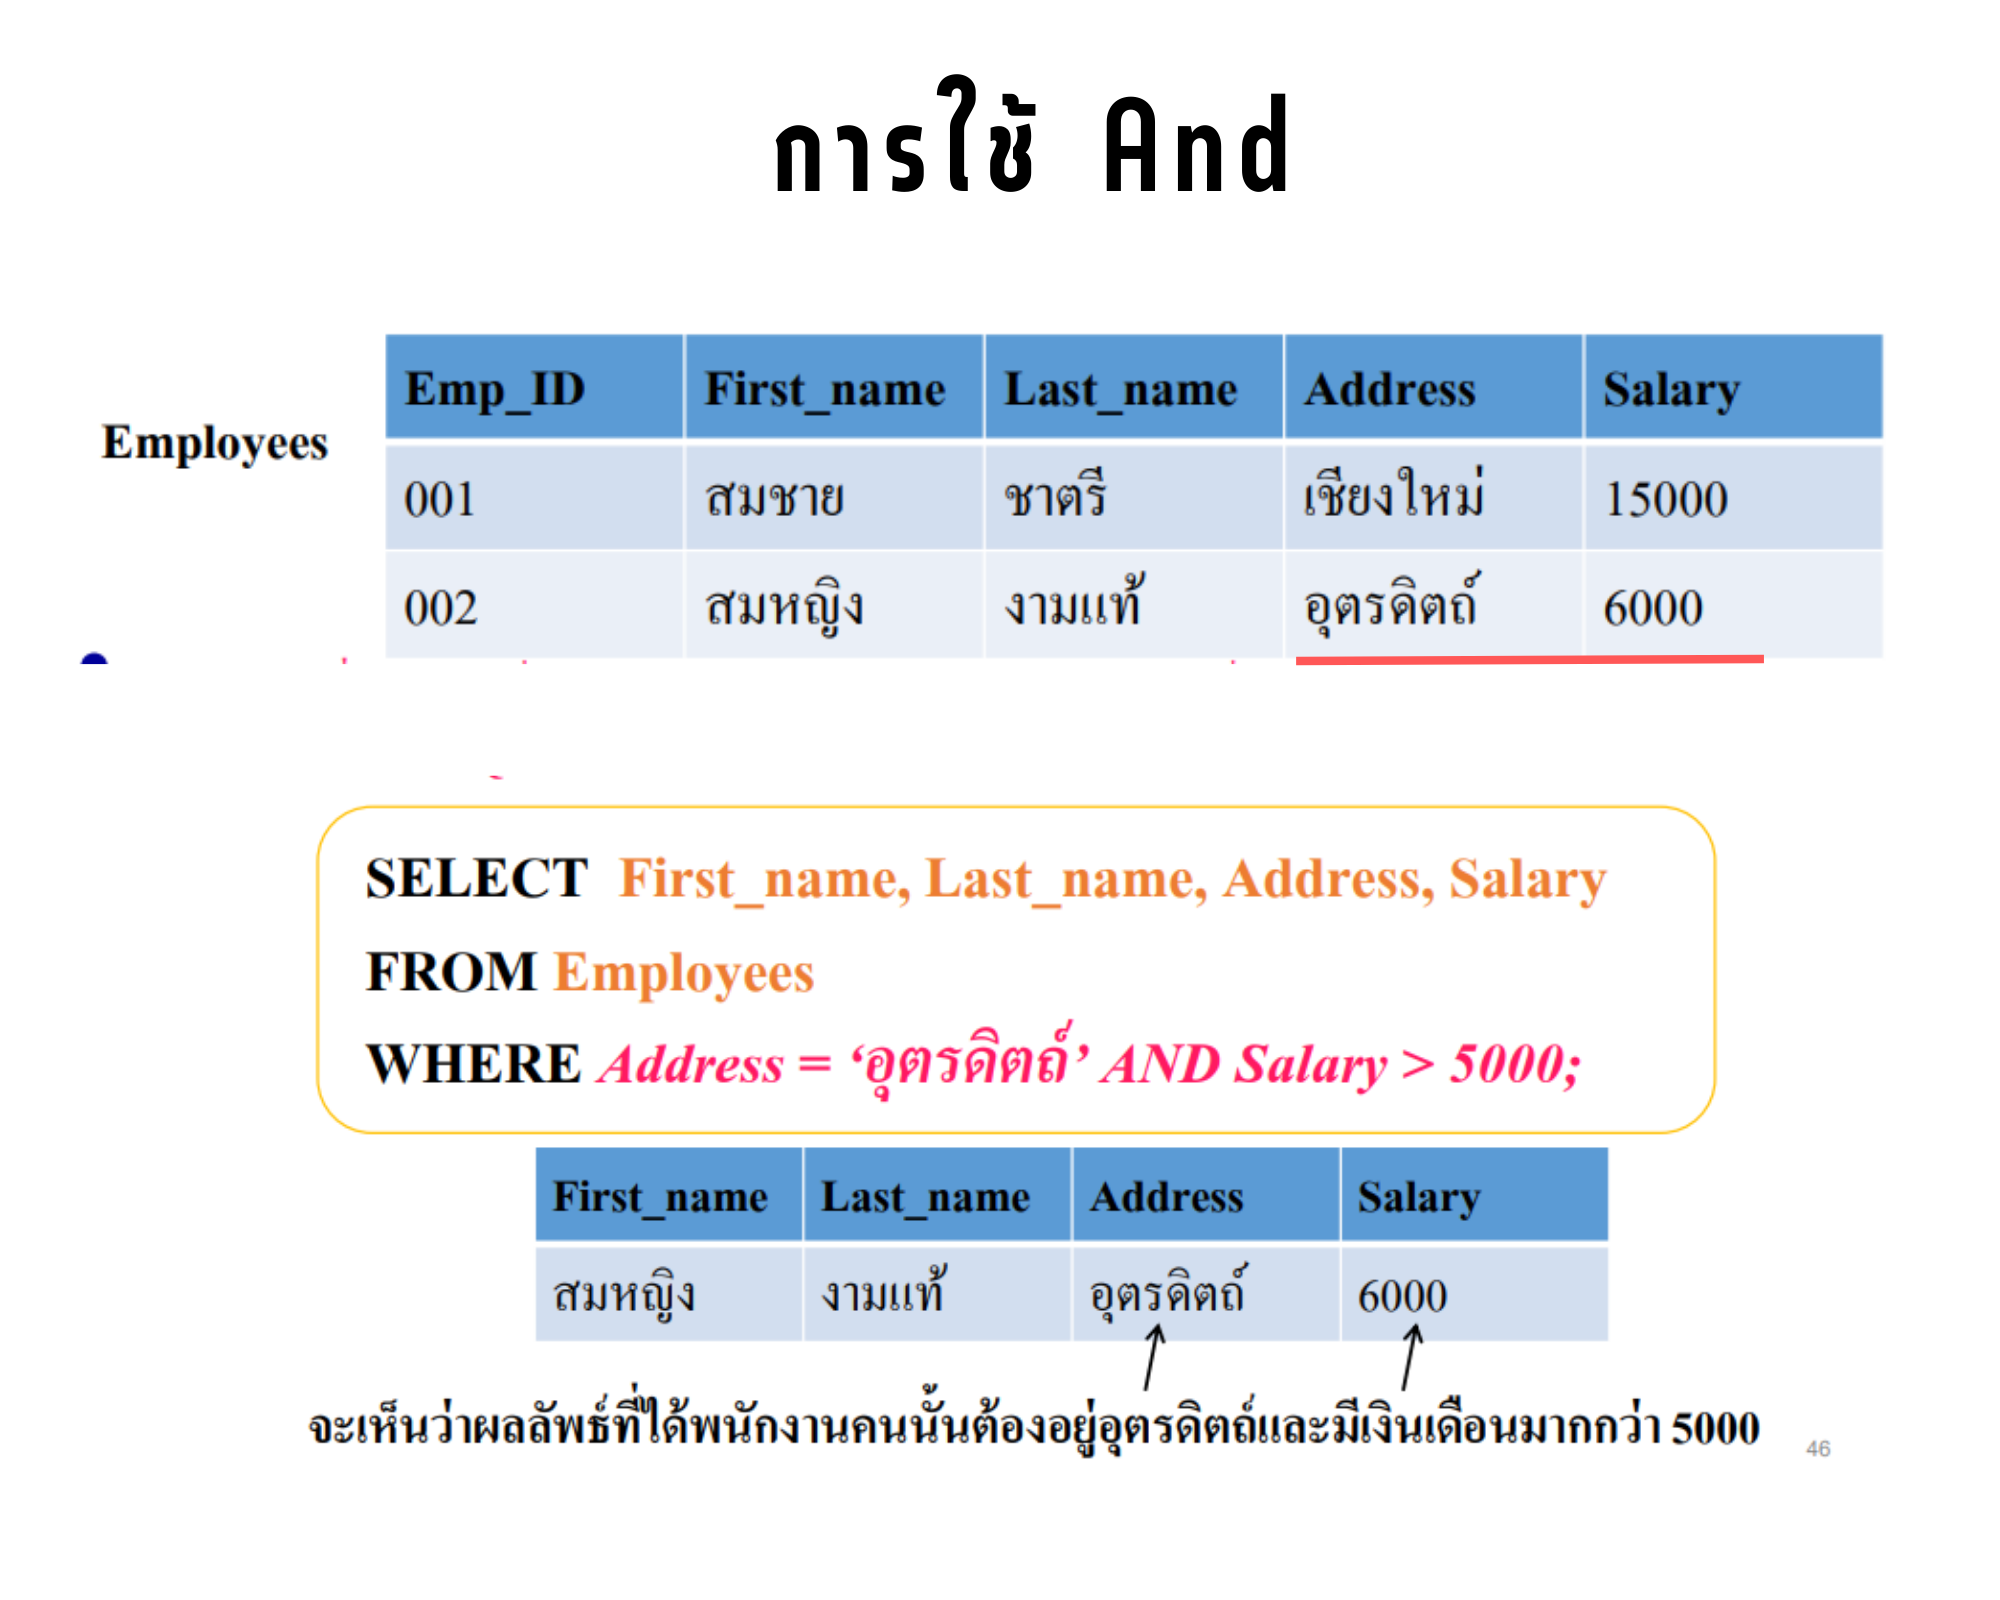 การใช้ And
Employees
Emp_ID First_name Last_name Address Salary
001 สมชาย ชาตรี เชียงใหม่ 15000
002 สมหญิง งามแท้ อุตรดิตถ์ 6000
SELECT First_name, Last_name, Address, Salary
FROM Employees
WHERE Address = ‘อุตรดิตถ์’ AND Salary > 5000;
First_name Last_name Address Salary
สมหญิง งามแท้ อุตรดิตถ์ 6000
จะเห็นว่าผลลัพธ์ที่ได้พนักงานคนนั้นต้องอยู่อุตรดิตถ์และมีเงินเดือนมากกว่า 5000
46